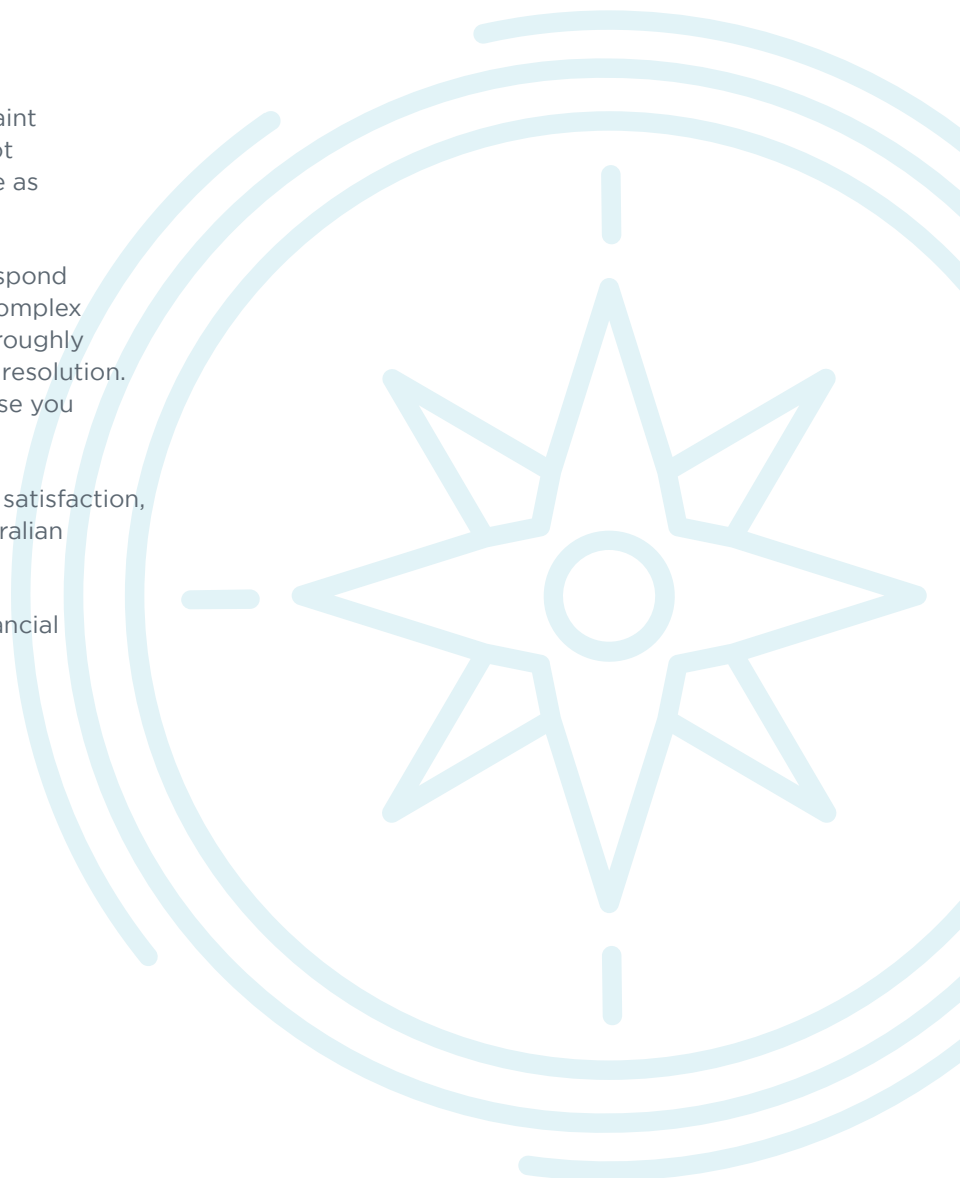 aint
ot
e as
spond
omplex
roughly
resolution.
se you
satisfaction,
ralian
ancial